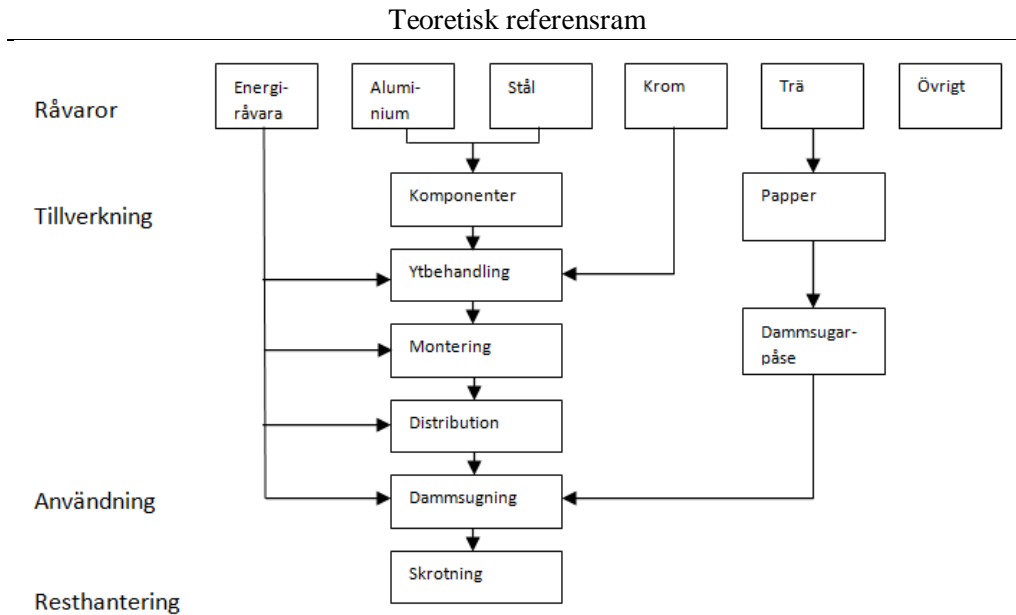 Teoretisk referensram
Råvaror
Energi-
råvara
Alumi-
nium
Stål
Krom
Trä
Övrigt
Tillverkning
Komponenter
Papper
Ytbehandling
Montering
Dammsugar-
påse
Distribution
Användning
Dammsugning
Skrotning
Resthantering